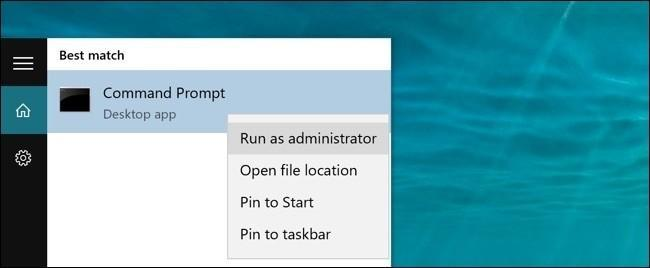 Best match
Command Prompt
Desktop app
Run as administrator
Open file location
Pin to Start
Pin to taskbar